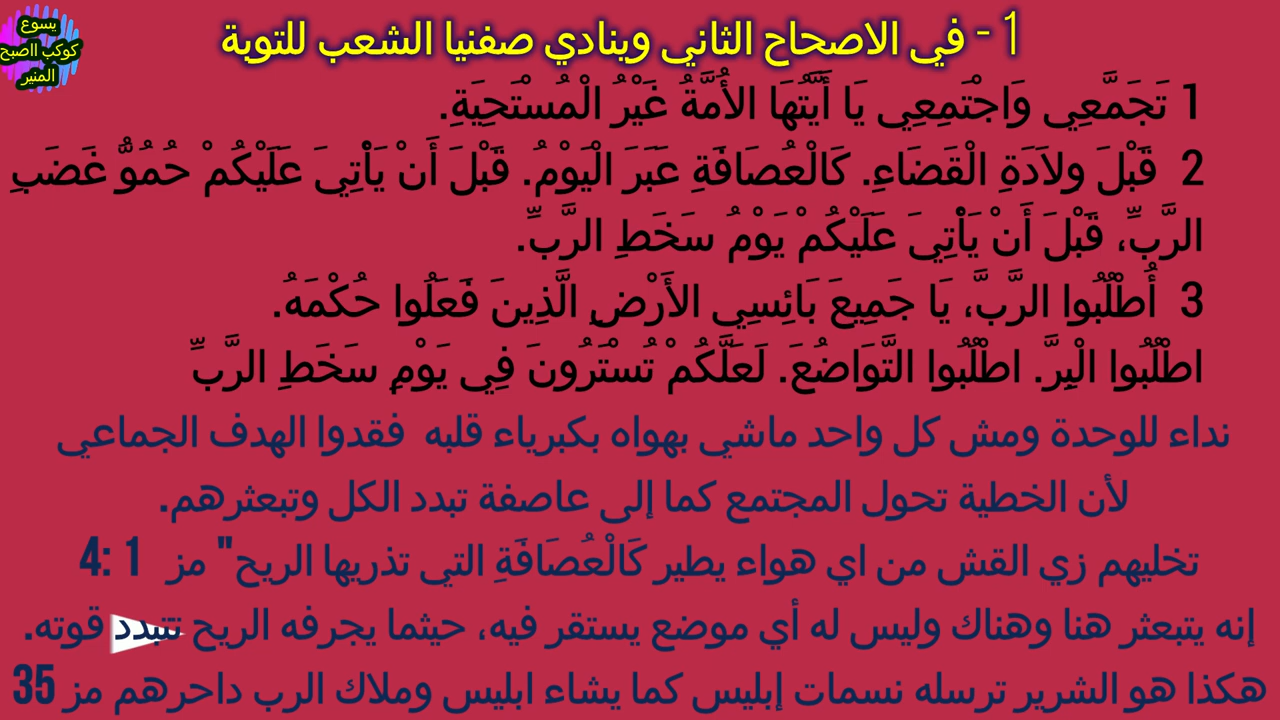 يسوع
كوكب ااصبح
المنير
1 - في الاصحاح الثاني وينادي صفنيا الشعب للتوبة
1 تَجَمَّعِي وَاجْتَمِعِي يَا أَيَّتُهَا الأُمَّةُ غَيْرُ الْمُسْتَحِيَةِ.
2 قَبْلَ وِلاَدَةِ الْقَضَاءِ. كَالْعُصَافَةِ عَبَرَ الْيَوْمُ. قَبْلَ أَنْ يَأْتِيَ عَلَيْكُمْ حُمُوُّ غَضَبِ
الرَّبِّ، قَبْلَ أَنْ يَأْتِيَ عَلَيْكُمْ يَوْمُ سَخَطِ الرَّبِّ.
3 أُطْلُبُوا الرَّبَّ، يَا جَمِيعَ بَائِسِي الأَرْضِ الَّذِينَ فَعَلُوا حُكْمَهُ.
اطْلُبُوا الْبِرَّ. اطْلُبُوا التَّوَاضُعَ. لَعَلَّكُمْ تُسْتَرُونَ فِي يَوْمِ سَخَطِ الرَّبِّ
نداء للوحدة ومش كل واحد ماشي بهواه بكبرياء قلبه فقدوا الهدف الجماعي
لأن الخطية تحول المجتمع كما إلى عاصفة تبدد الكل وتبعثرهم.
تخليهم زي القش من اي هواء يطير كَالْعُصَافَةِ التي تذريها الريح" مز 1 :4
إنه يتبعثر هنا وهناك وليس له أي موضع يستقر فيه، حيثما يجرفه الريح تتبدد قوته.
هكذا هو الشرير ترسله نسمات إبليس كما يشاء ابليس وملاك الرب داحرهم مز 35